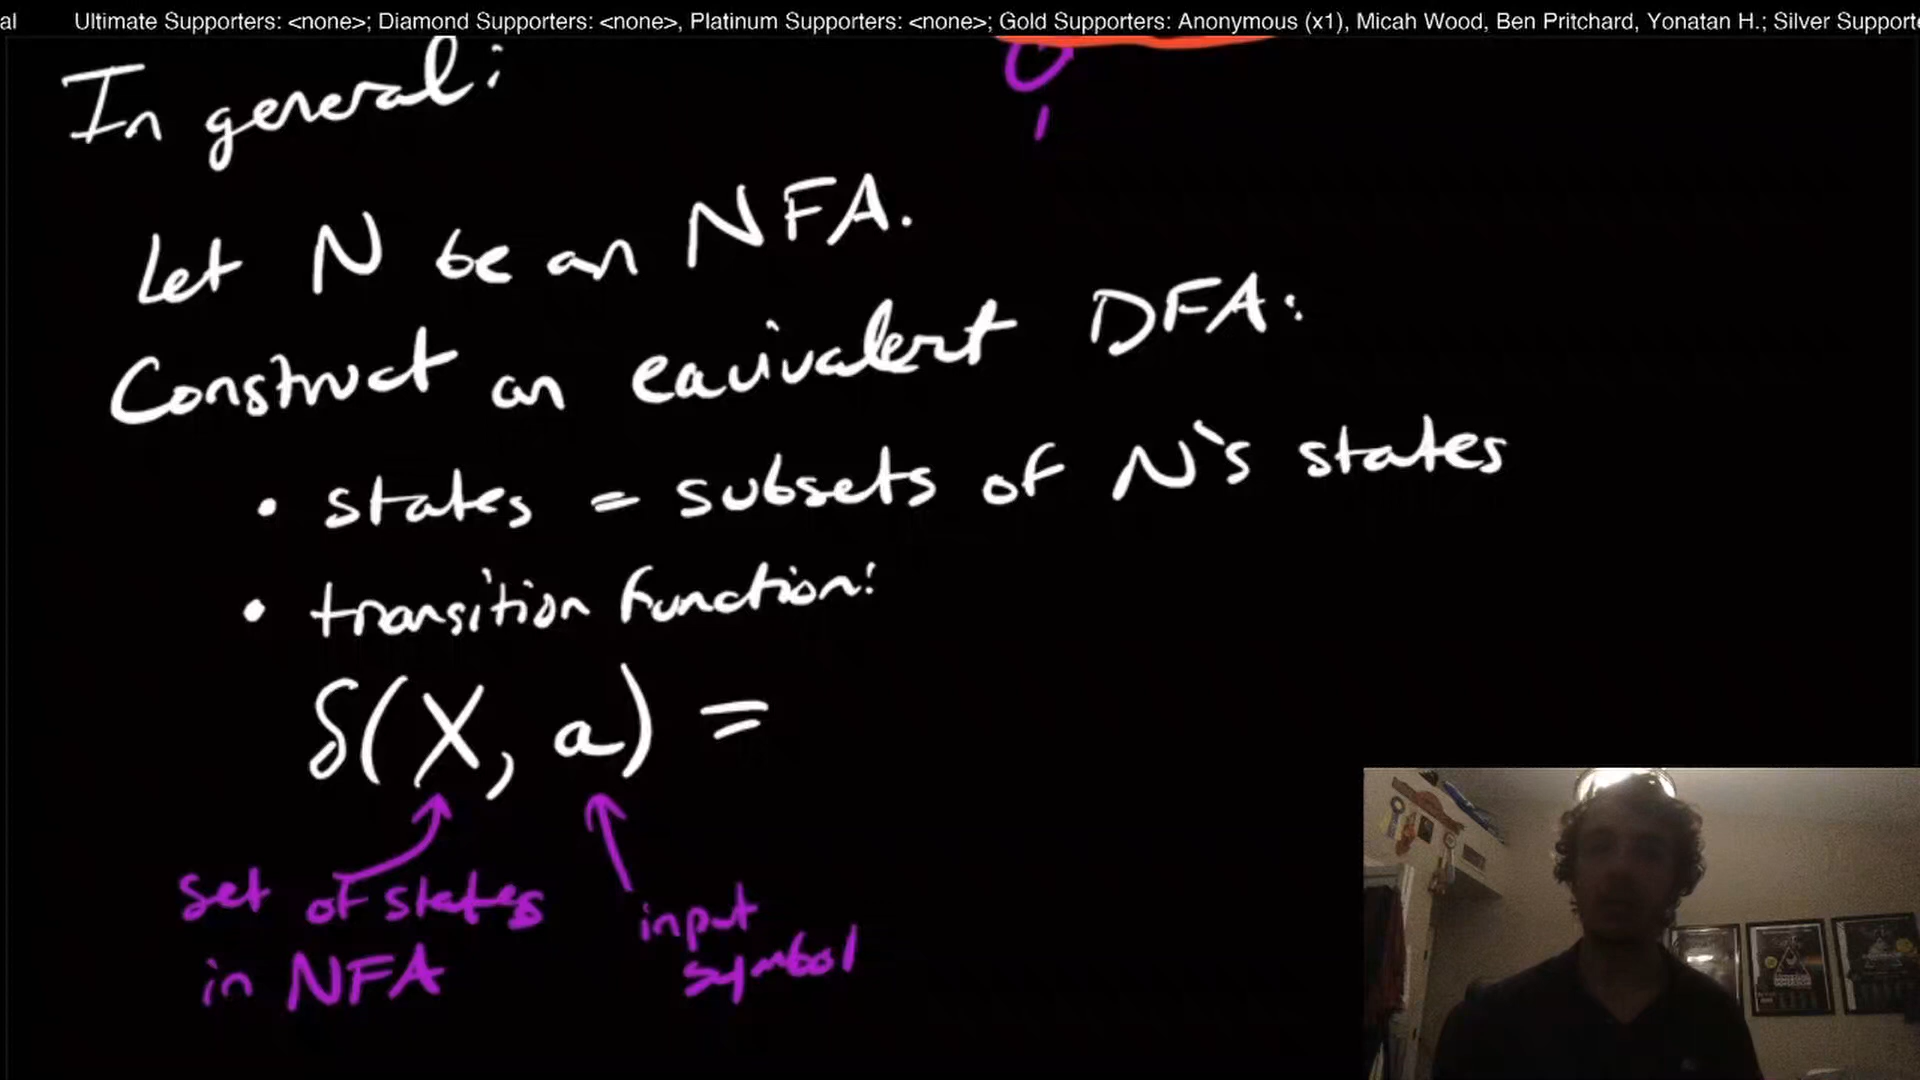 al Ultimate Supporters: <none>; Diamond Supporters: <none>, Platinum Supporters: <none>; Gold Supporters: Anonymous (x1), Micah Wood, Ben Pritchard, Yonatan H.; Silver Supporte
1
In general:
Let N be an NFA.
Construct an equivalent DFA:
• states = subsets of N's states
• transition function:
δ(X, a) =
set of states
in NFA
input
symbol